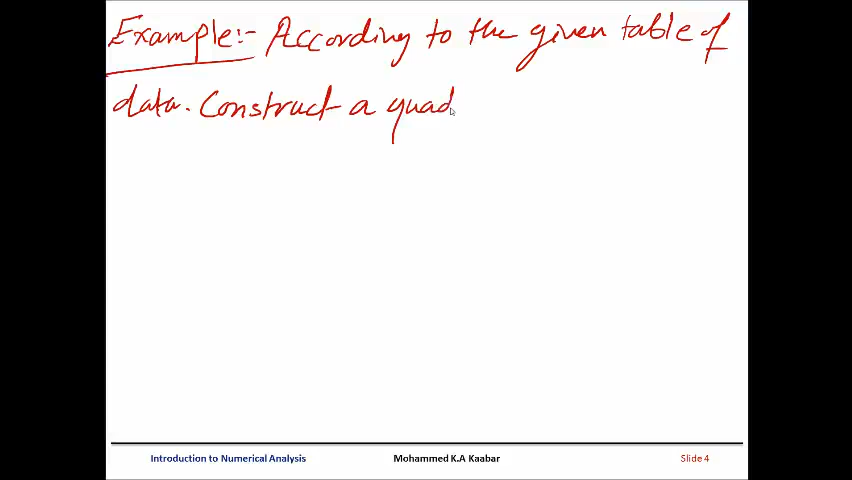 Example:- According to the given table of
data. Construct a quad
Introduction to Numerical Analysis Mohammed K.A Kaabar Slide 4